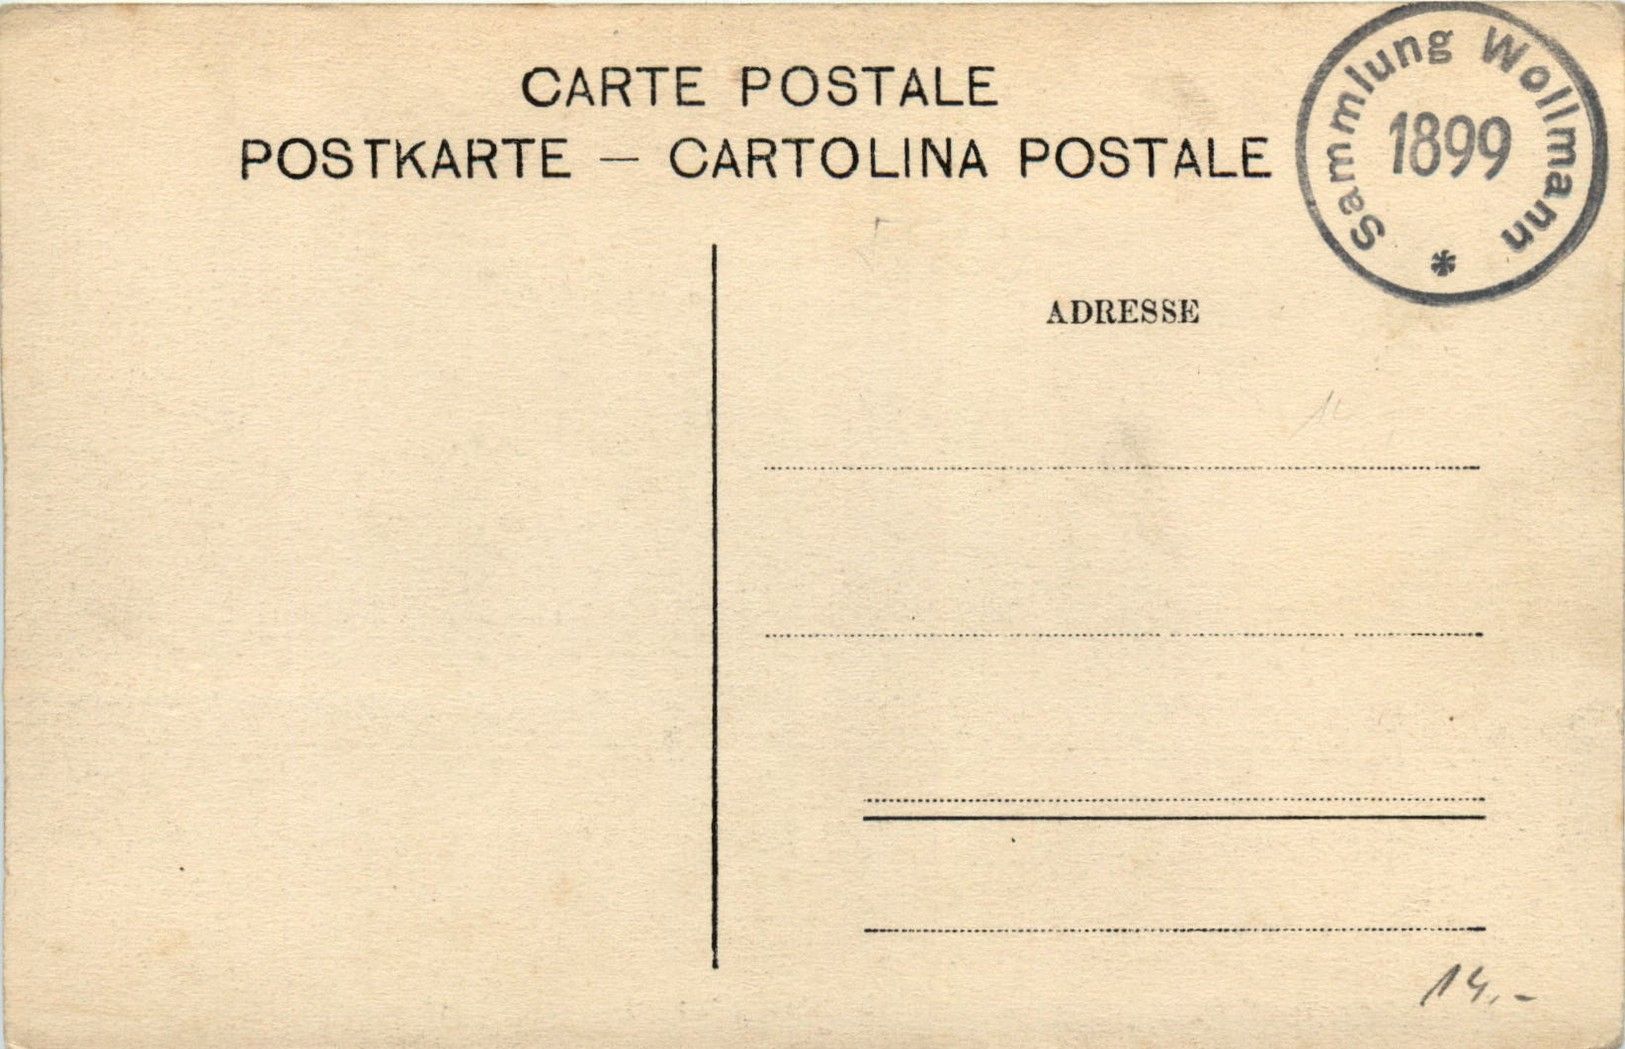 CARTE POSTALE
POSTKARTE — CARTOLINA POSTALE
Sammlung Wollmann
1899
*
ADRESSE
14.-